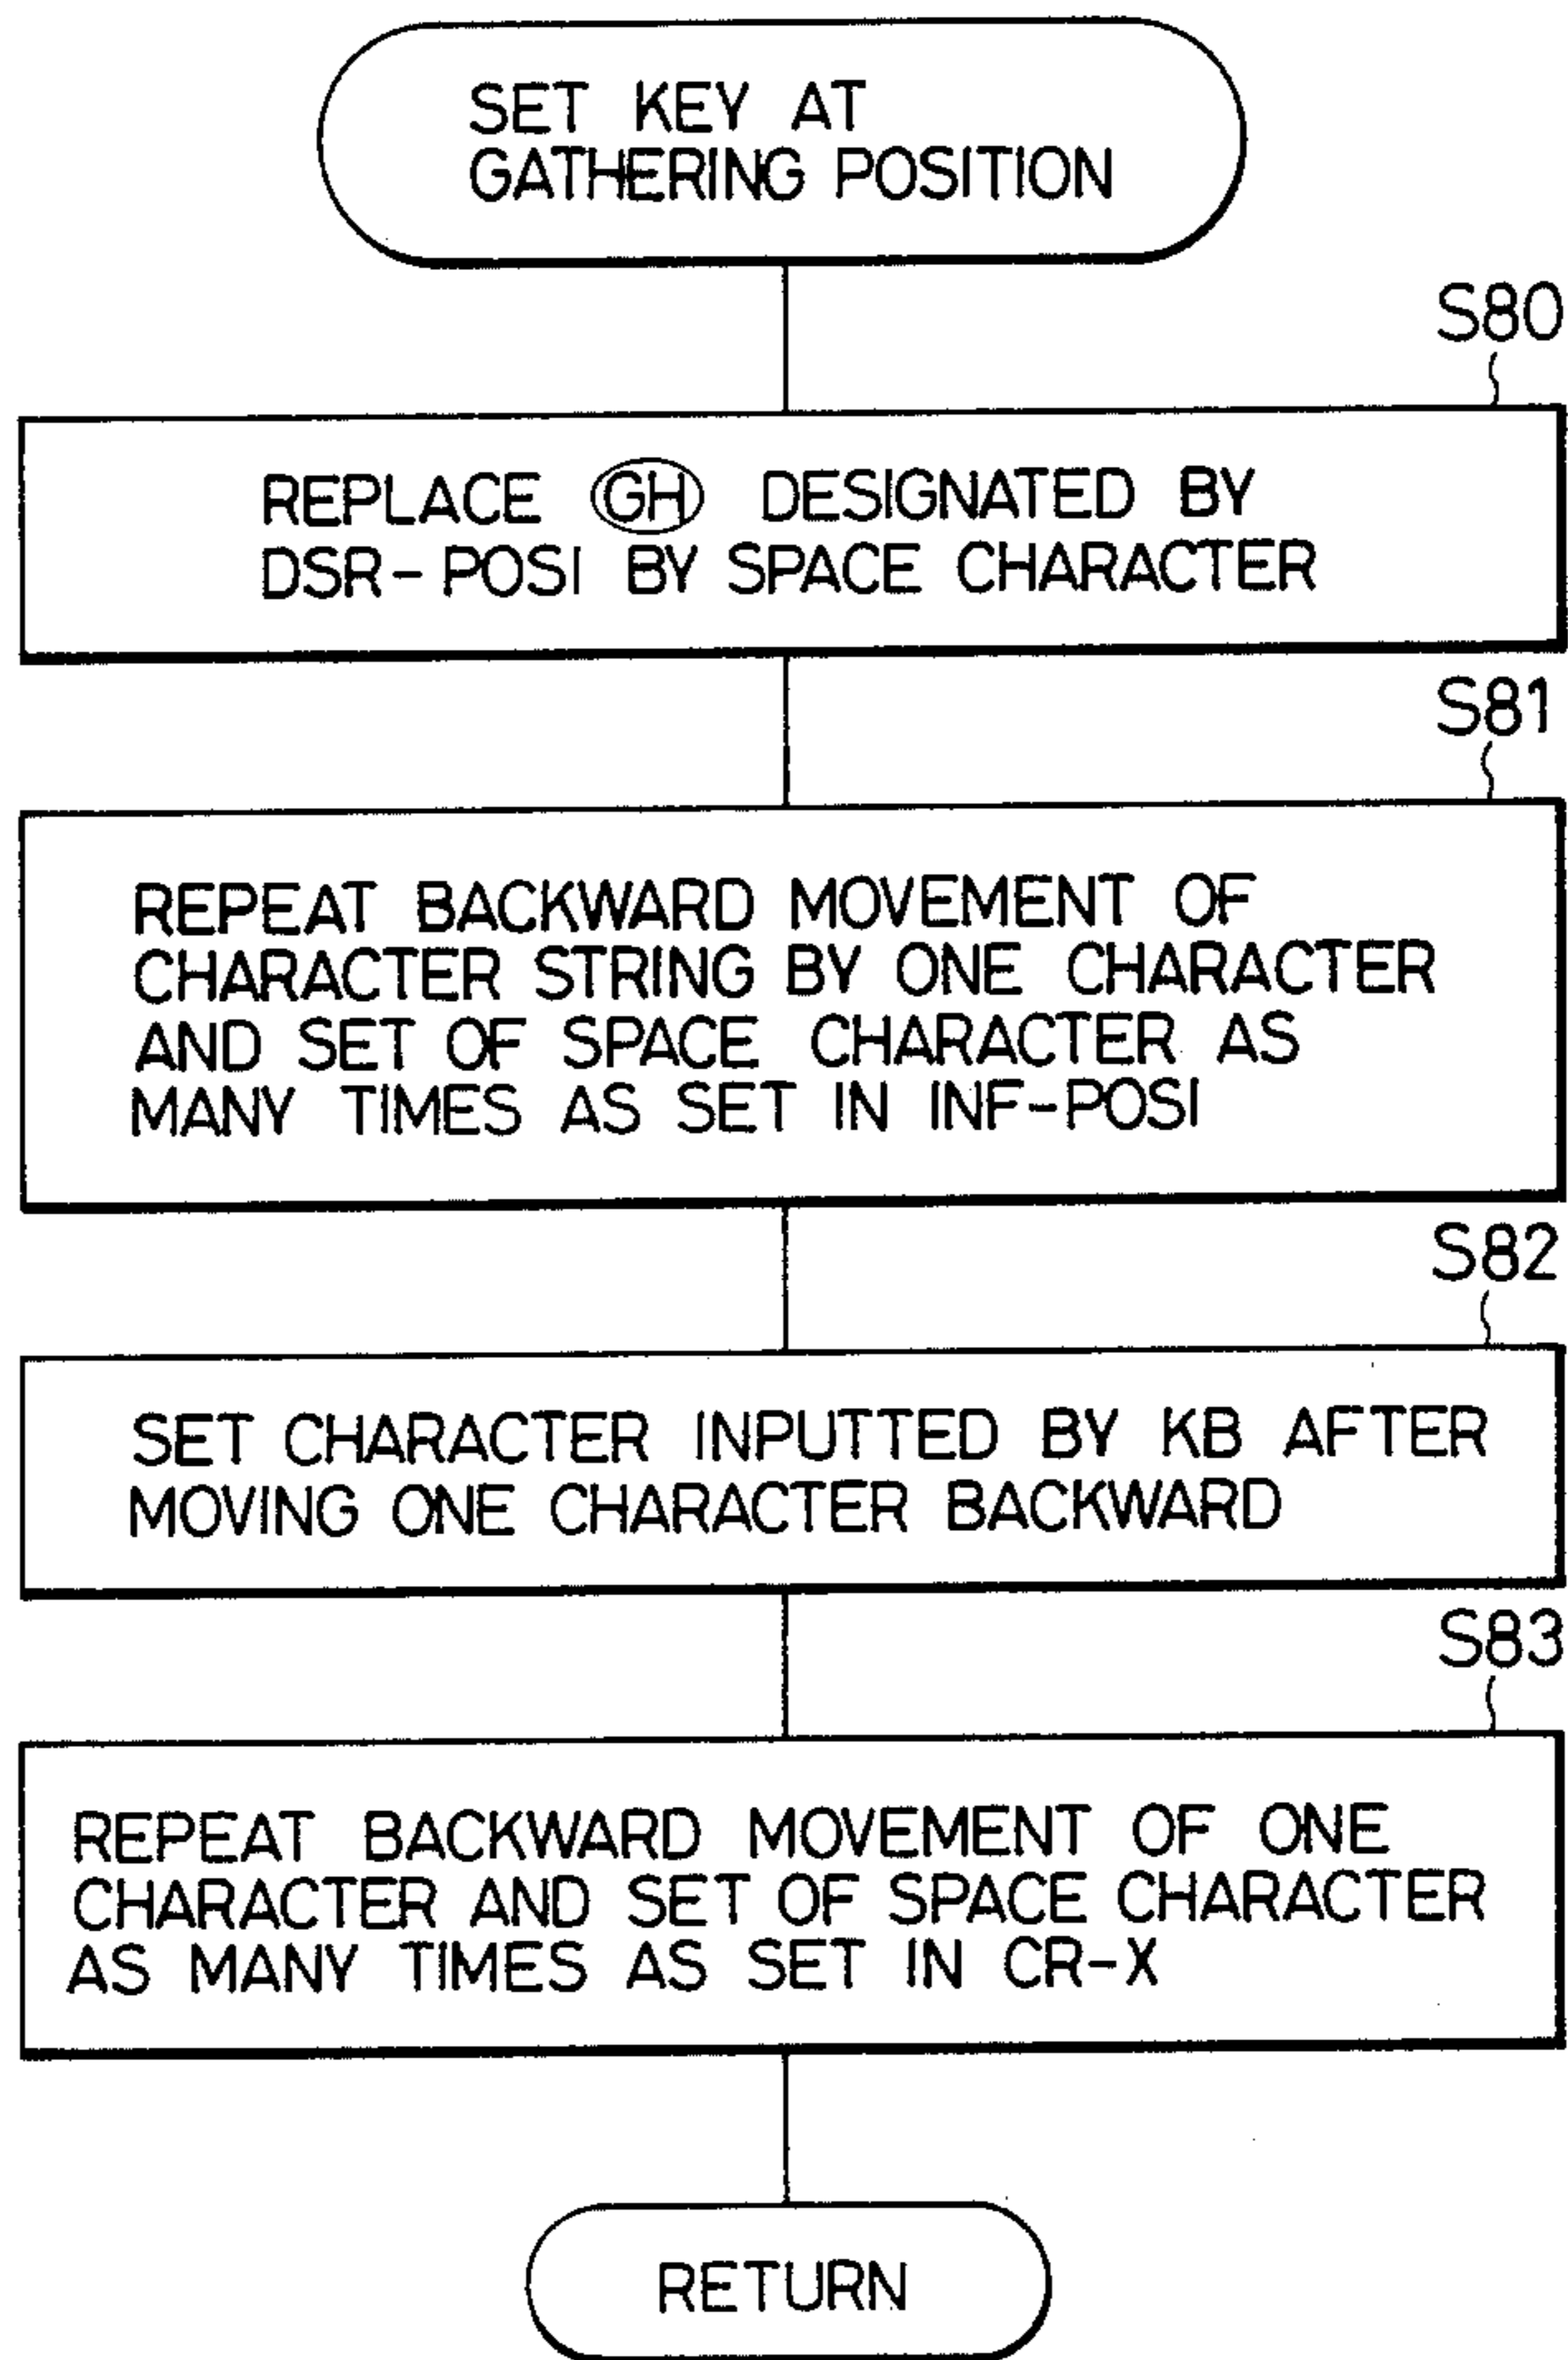 SET KEY AT
GATHERING POSITION
S80
REPLACE GH DESIGNATED BY
DSR-POSI BY SPACE CHARACTER
S81
REPEAT BACKWARD MOVEMENT OF
CHARACTER STRING BY ONE CHARACTER
AND SET OF SPACE CHARACTER AS
MANY TIMES AS SET IN INF-POSI
S82
SET CHARACTER INPUTTED BY KB AFTER
MOVING ONE CHARACTER BACKWARD
S83
REPEAT BACKWARD MOVEMENT OF ONE
CHARACTER AND SET OF SPACE CHARACTER
AS MANY TIMES AS SET IN CR-X
RETURN